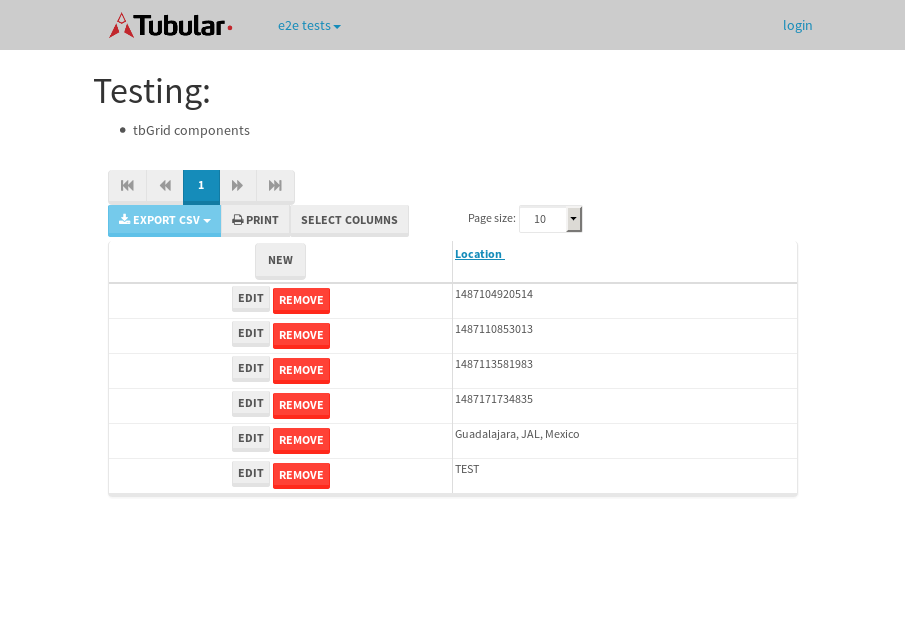 Tubular
e2e tests
login
Testing:
tbGrid components
1
EXPORT CSV PRINT SELECT COLUMNS Page size: 10
NEW Location
EDIT REMOVE 1487104920514
EDIT REMOVE 1487110853013
EDIT REMOVE 1487113581983
EDIT REMOVE 1487171734835
EDIT REMOVE Guadalajara, JAL, Mexico
EDIT REMOVE TEST